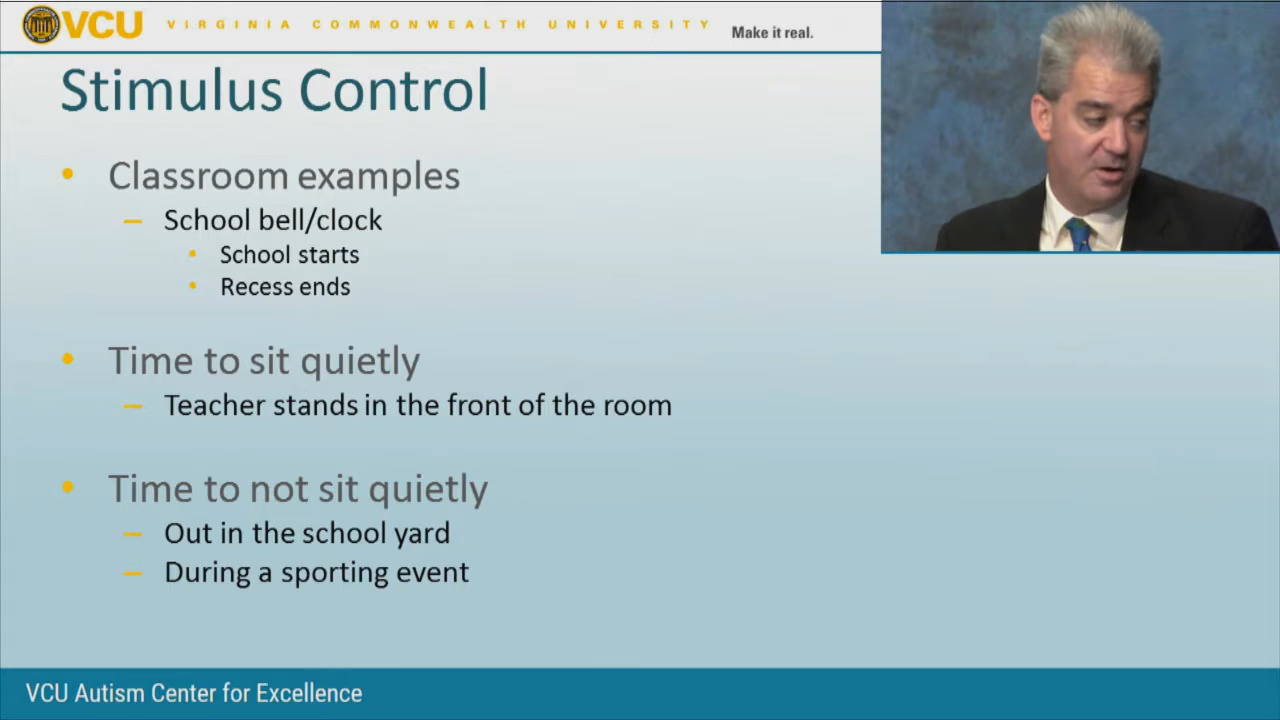 VCU VIRGINIA COMMONWEALTH UNIVERSITY Make it real.
Stimulus Control
• Classroom examples
– School bell/clock
• School starts
• Recess ends
• Time to sit quietly
– Teacher stands in the front of the room
• Time to not sit quietly
– Out in the school yard
– During a sporting event
VCU Autism Center for Excellence